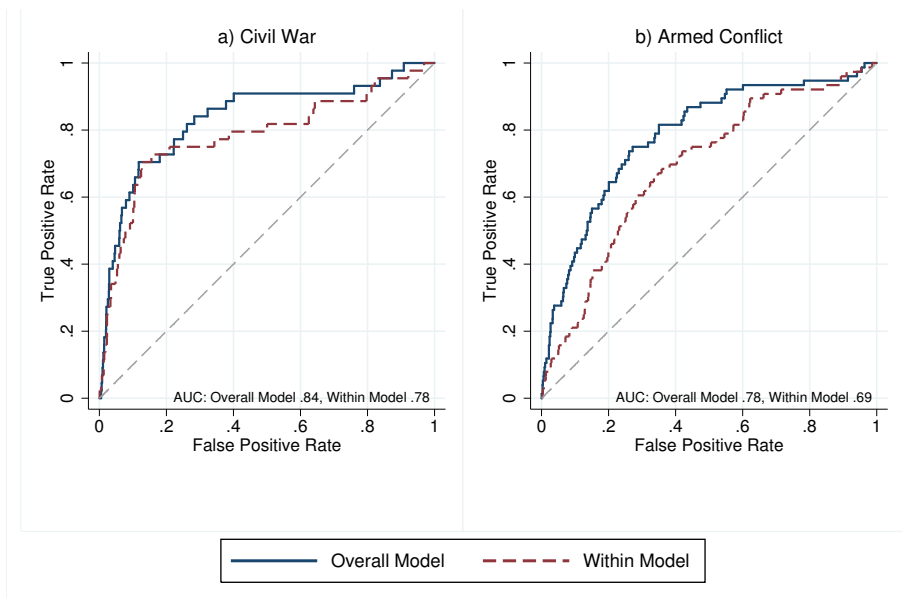 a) Civil War
True Positive Rate
1
.8
.6
.4
.2
0
AUC: Overall Model .84, Within Model .78
0 .2 .4 .6 .8 1
False Positive Rate
b) Armed Conflict
True Positive Rate
1
.8
.6
.4
.2
0
AUC: Overall Model .78, Within Model .69
0 .2 .4 .6 .8 1
False Positive Rate
Overall Model Within Model